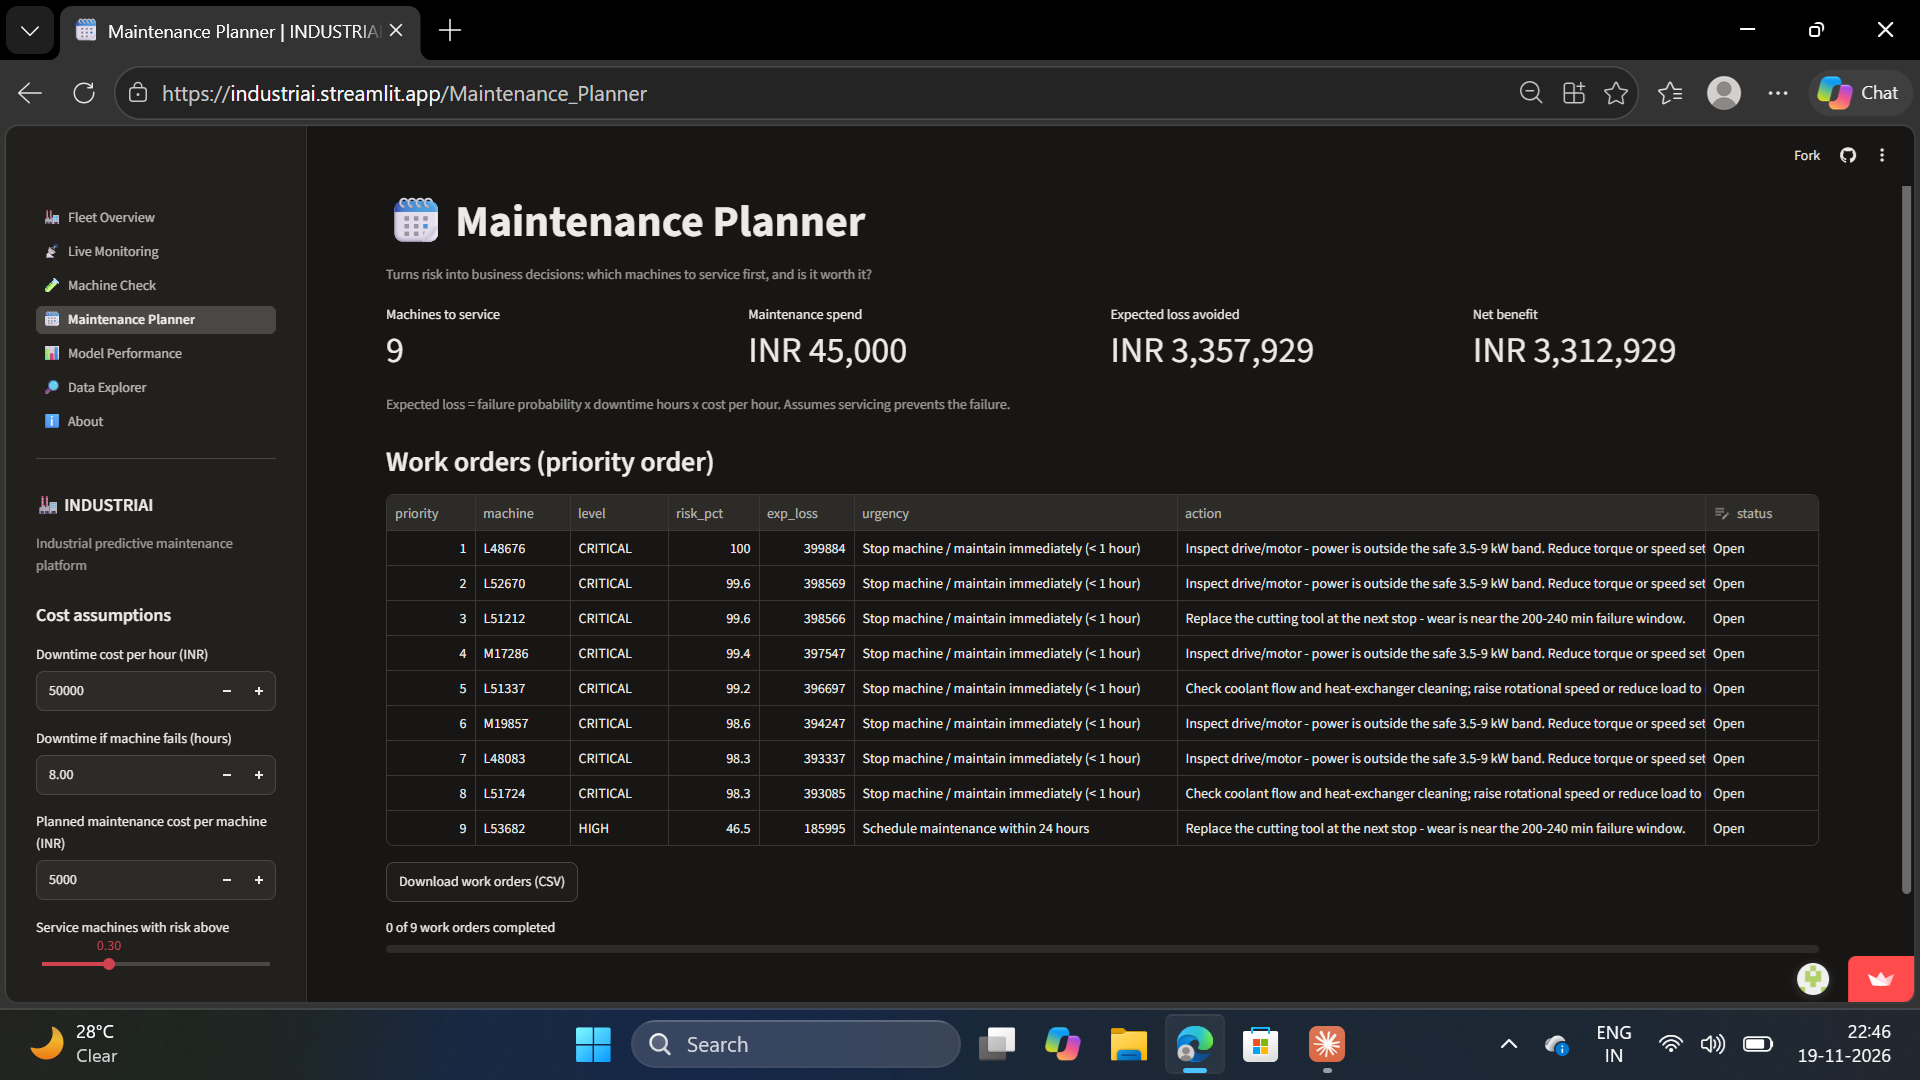 Maintenance Planner | INDUSTRIA
https://industriai.streamlit.app/Maintenance_Planner
Chat
Fork
Fleet Overview
Live Monitoring
Machine Check
Maintenance Planner
Model Performance
Data Explorer
About
INDUSTRIAI
Industrial predictive maintenance
platform
Cost assumptions
Downtime cost per hour (INR)
50000
Downtime if machine fails (hours)
8.00
Planned maintenance cost per machine
(INR)
5000
Service machines with risk above
0.30
Maintenance Planner
Turns risk into business decisions: which machines to service first, and is it worth it?
Machines to service Maintenance spend Expected loss avoided Net benefit
9 INR 45,000 INR 3,357,929 INR 3,312,929
Expected loss = failure probability x downtime hours x cost per hour. Assumes servicing prevents the failure.
Work orders (priority order)
priority machine level risk_pct exp_loss urgency action status
1 L48676 CRITICAL 100 399884 Stop machine / maintain immediately (< 1 hour) Inspect drive/motor - power is outside the safe 3.5-9 kW band. Reduce torque or speed set Open
2 L52670 CRITICAL 99.6 398569 Stop machine / maintain immediately (< 1 hour) Inspect drive/motor - power is outside the safe 3.5-9 kW band. Reduce torque or speed set Open
3 L51212 CRITICAL 99.6 398566 Stop machine / maintain immediately (< 1 hour) Replace the cutting tool at the next stop - wear is near the 200-240 min failure window. Open
4 M17286 CRITICAL 99.4 397547 Stop machine / maintain immediately (< 1 hour) Inspect drive/motor - power is outside the safe 3.5-9 kW band. Reduce torque or speed set Open
5 L51337 CRITICAL 99.2 396697 Stop machine / maintain immediately (< 1 hour) Check coolant flow and heat-exchanger cleaning; raise rotational speed or reduce load to Open
6 M19857 CRITICAL 98.6 394247 Stop machine / maintain immediately (< 1 hour) Inspect drive/motor - power is outside the safe 3.5-9 kW band. Reduce torque or speed set Open
7 L48083 CRITICAL 98.3 393337 Stop machine / maintain immediately (< 1 hour) Inspect drive/motor - power is outside the safe 3.5-9 kW band. Reduce torque or speed set Open
8 L51724 CRITICAL 98.3 393085 Stop machine / maintain immediately (< 1 hour) Check coolant flow and heat-exchanger cleaning; raise rotational speed or reduce load to Open
9 L53682 HIGH 46.5 185995 Schedule maintenance within 24 hours Replace the cutting tool at the next stop - wear is near the 200-240 min failure window. Open
Download work orders (CSV)
0 of 9 work orders completed
28°C
Clear
Search
ENG
IN
22:46
19-11-2026